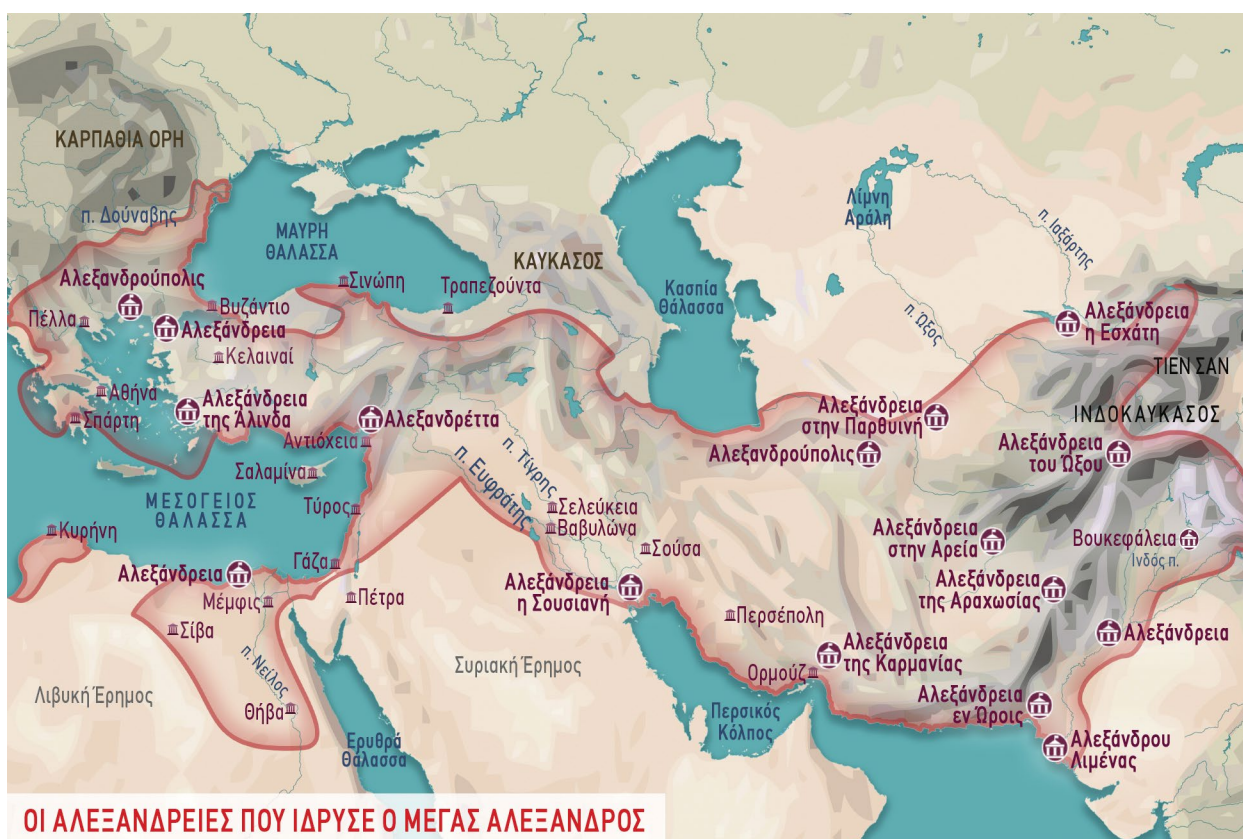 ΚΑΡΠΑΘΙΑ ΟΡΗ
π. Δούναβης
ΜΑΥΡΗ
ΘΑΛΑΣΣΑ
ΚΑΥΚΑΣΟΣ
Κασπία
Θάλασσα
Λίμνη
Αράλη
π. Ιαξάρτης
π. Ώξος
Αλεξανδρούπολις
Πέλλα
Βυζάντιο
Αλεξάνδρεια
Κελαιναί
Σινώπη
Τραπεζούντα
Αλεξάνδρεια
η Εσχάτη
ΤΙΕΝ ΣΑΝ
ΙΝΔΟΚΑΥΚΑΣΟΣ
Αθήνα
Σπάρτη
Αλεξάνδρεια
της Άλιντα
Αλεξανδρέττα
Αντιόχεια
Σαλαμίνα
Αλεξάνδρεια
στην Παρθυινή
Αλεξανδρούπολις
Αλεξάνδρεια
του Ώξου
ΜΕΣΟΓΕΙΟΣ
ΘΑΛΑΣΣΑ
π. Τίγρης
π. Ευφράτης
Τύρος
Σελεύκεια
Βαβυλώνα
Σούσα
Κυρήνη
Γάζα
Αλεξάνδρεια
Μέμφις
Πέτρα
Σίβα
π. Νείλος
Θήβα
Αλεξάνδρεια
η Σουσιανή
Αλεξάνδρεια
στην Αρεία
Βουκεφάλεια
Ινδός π.
Αλεξάνδρεια
της Αραχωσίας
Αλεξάνδρεια
Περσέπολη
Αλεξάνδρεια
της Καρμανίας
Ορμούζ
Αλεξάνδρεια
εν Ώροις
Αλεξάνδρου
Λιμένας
Λιβυκή Έρημος
Συριακή Έρημος
Ερυθρά
Θάλασσα
Περσικός
Κόλπος
ΟΙ ΑΛΕΞΑΝΔΡΕΙΕΣ ΠΟΥ ΙΔΡΥΣΕ Ο ΜΕΓΑΣ ΑΛΕΞΑΝΔΡΟΣ